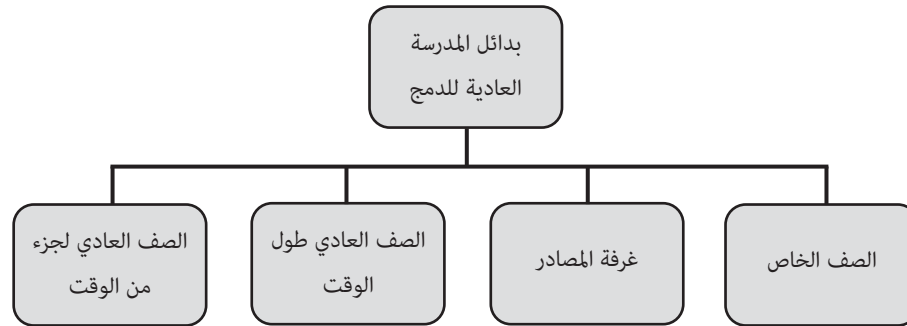 بدائل المدرسة
العادية للدمج
الصف الخاص
غرفة المصادر
الصف العادي طول
الوقت
الصف العادي لجزء
من الوقت